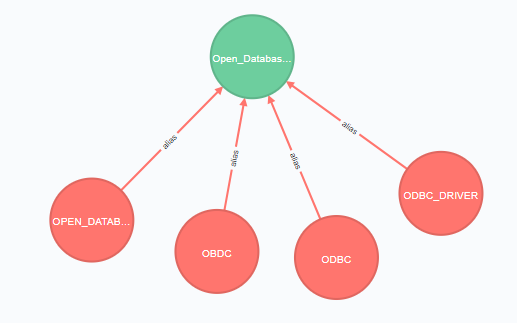 Open_Databas...
alias
alias
alias
alias
OPEN_DATAB...
OBDC
ODBC
ODBC_DRIVER